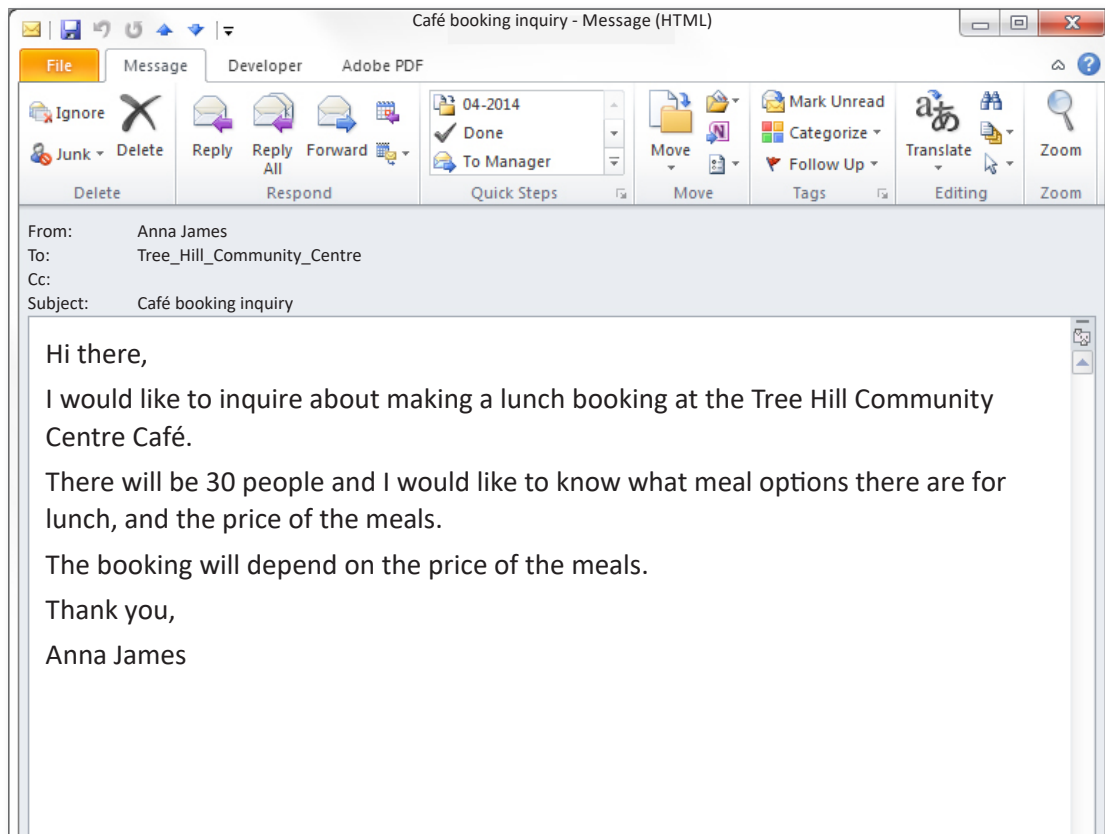 Café booking inquiry - Message (HTML)
File Message Developer Adobe PDF
Ignore
Junk
Delete
Reply
Reply All
Forward
04-2014
Done
To Manager
Move
Mark Unread
Categorize
Follow Up
Translate
Zoom
Delete Respond Quick Steps Move Tags Editing Zoom
From: Anna James
To: Tree_Hill_Community_Centre
Cc:
Subject: Café booking inquiry
Hi there,
I would like to inquire about making a lunch booking at the Tree Hill Community
Centre Café.
There will be 30 people and I would like to know what meal options there are for
lunch, and the price of the meals.
The booking will depend on the price of the meals.
Thank you,
Anna James